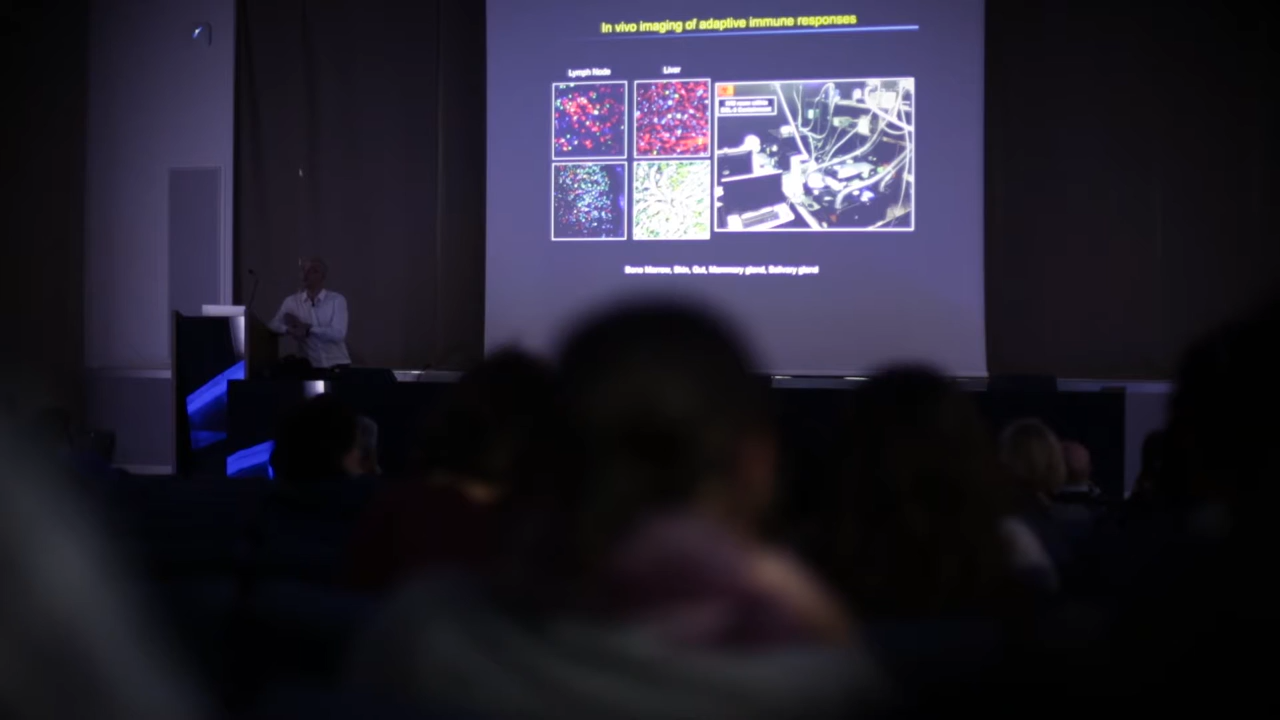 In vivo imaging of adaptive immune responses
Lymph Node
Liver
Bone Marrow, Skin, Gut, Mammary gland, Salivary gland